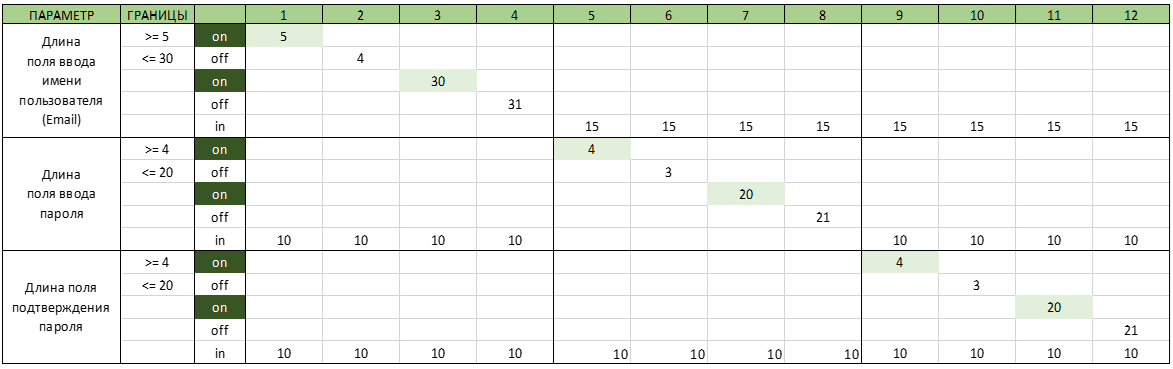 ПАРАМЕТР ГРАНИЦЫ 1 2 3 4 5 6 7 8 9 10 11 12
Длина поля ввода имени пользователя (Email)
>= 5 on 5
<= 30 off 4
on 30
off 31
in 15 15 15 15 15 15 15 15
Длина поля ввода пароля
>= 4 on 4
<= 20 off 3
on 20
off 21
in 10 10 10 10 10 10 10 10
Длина поля подтверждения пароля
>= 4 on 4
<= 20 off 3
on 20
off 21
in 10 10 10 10 10 10 10 10 10 10 10 10